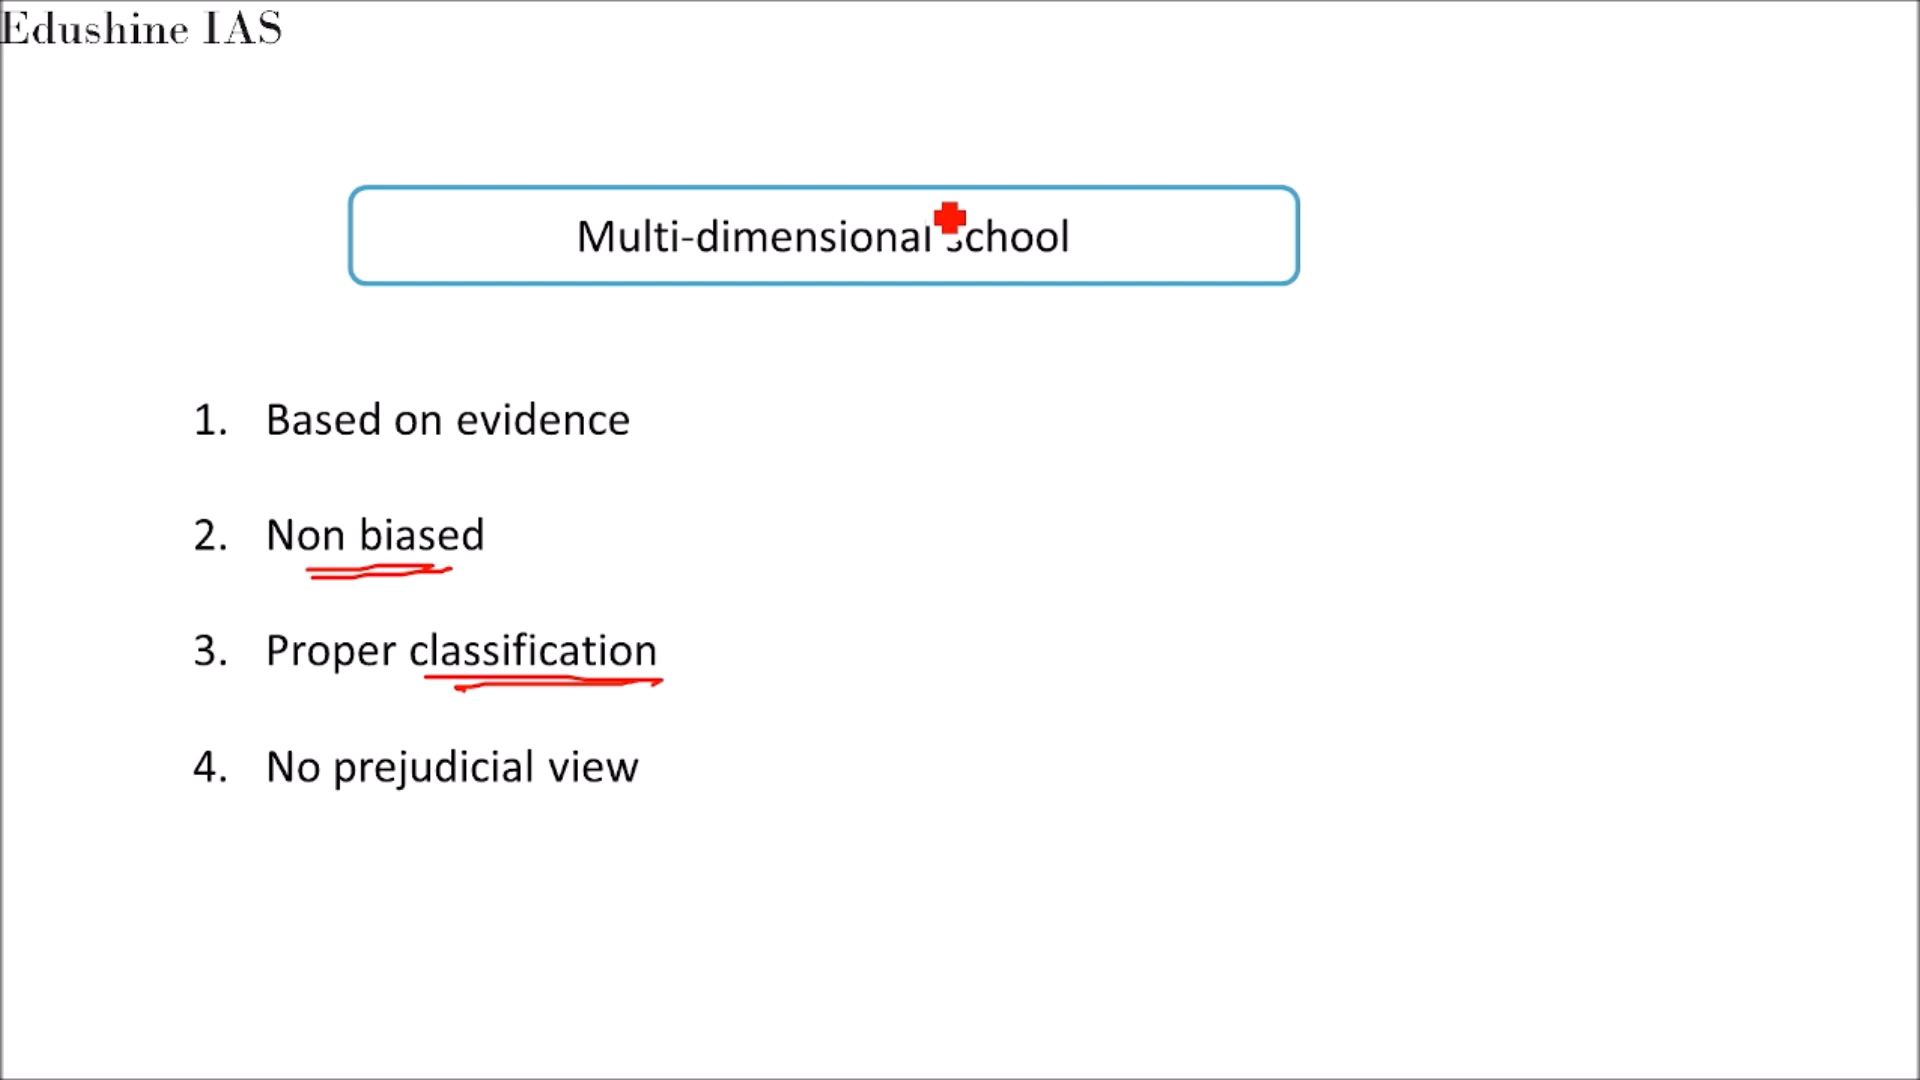 Edushine IAS
Multi-dimensional school
1. Based on evidence
2. Non biased
3. Proper classification
4. No prejudicial view